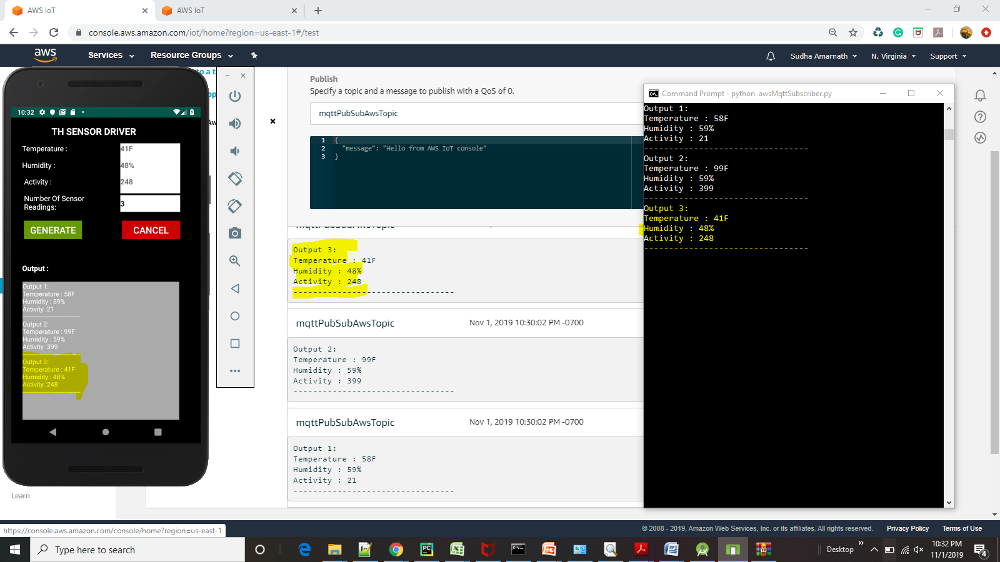 AWS IoT
AWS IoT
console.aws.amazon.com/iot/home?region=us-east-1#/test
aws
Services
Resource Groups
Sudha Amarnath
N. Virginia
Support
10:32
TH SENSOR DRIVER
Temperature :
41F
Humidity :
48%
Activity :
248
Number Of Sensor
Readings:
3
GENERATE
CANCEL
Output :
Output 1:
Temperature : 58F
Humidity : 59%
Activity :21
Output 2:
Temperature : 99F
Humidity : 59%
Activity :399
Output 3:
Temperature : 41F
Humidity : 48%
Activity :248
Learn
Publish
Specify a topic and a message to publish with a QoS of 0.
mqttPubSubAwsTopic
1 {
2 "message": "Hello from AWS IoT console"
3 }
mqttPubSubAwsTopic
Output 3:
Temperature : 41F
Humidity : 48%
Activity : 248
---------------------------------
mqttPubSubAwsTopic Nov 1, 2019 10:30:02 PM -0700
Output 2:
Temperature : 99F
Humidity : 59%
Activity : 399
---------------------------------
mqttPubSubAwsTopic Nov 1, 2019 10:30:02 PM -0700
Output 1:
Temperature : 58F
Humidity : 59%
Activity : 21
---------------------------------
Command Prompt - python awsMqttSubscriber.py
Output 1:
Temperature : 58F
Humidity : 59%
Activity : 21
---------------------------------
Output 2:
Temperature : 99F
Humidity : 59%
Activity : 399
---------------------------------
Output 3:
Temperature : 41F
Humidity : 48%
Activity : 248
---------------------------------
https://console.aws.amazon.com/console/home?region=us-east-1
© 2008 - 2019, Amazon Web Services, Inc. or its affiliates. All rights reserved.
Privacy Policy
Terms of Use
Type here to search
Desktop
10:32 PM
11/1/2019
4